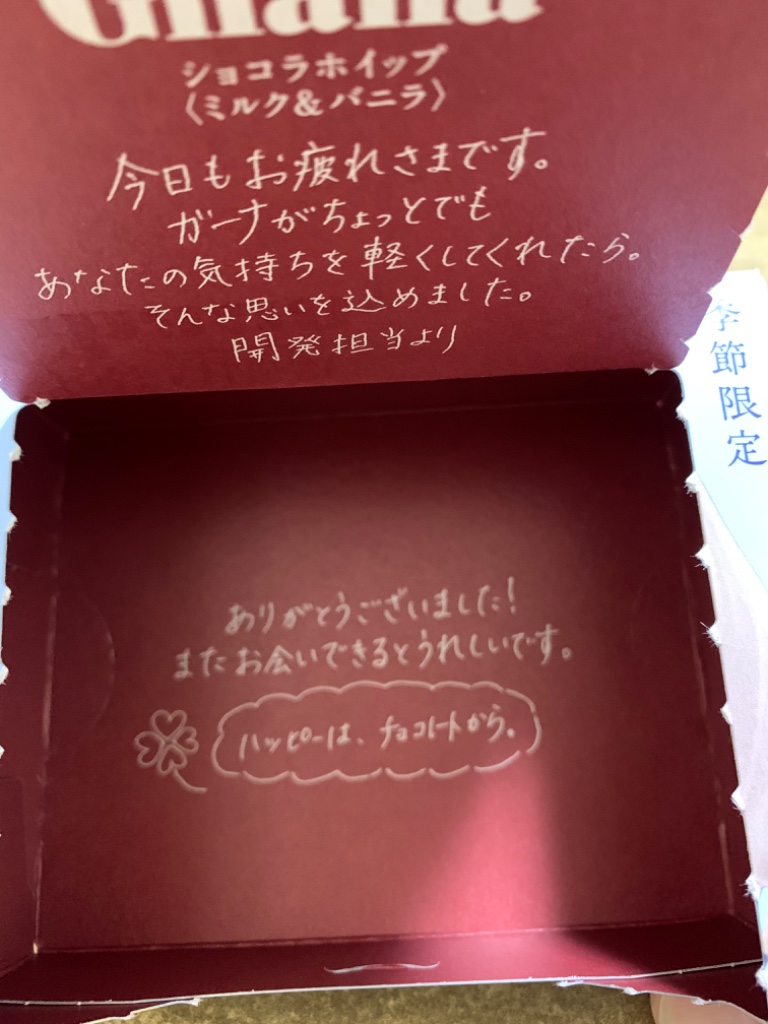 Ghana
ショコラホイップ
〈ミルク&バニラ〉
今日もお疲れさまです。
ガーナがちょっとでも
あなたの気持ちを軽くしてくれたら。
そんな思いを込めました。
開発担当より
季節限定
ありがとうございました!
またお会いできるとうれしいです。
ハッピーは、チョコレートから。